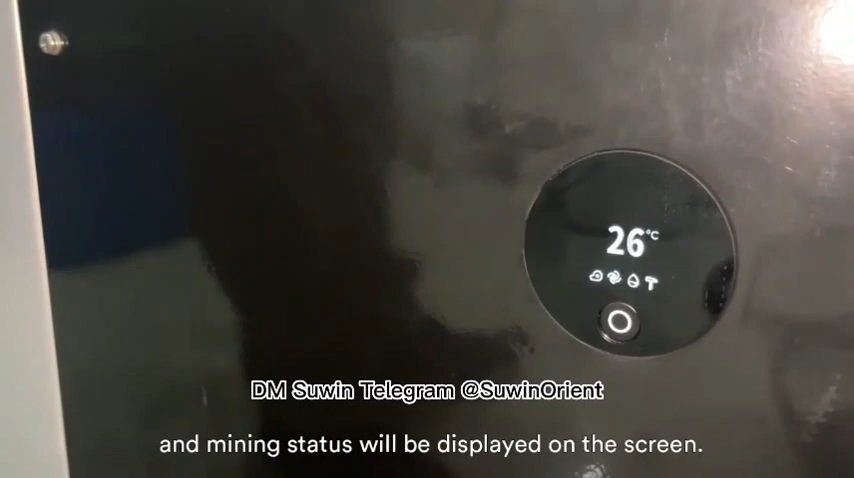 26°C
DM Suwin Telegram @SuwinOrient
and mining status will be displayed on the screen.